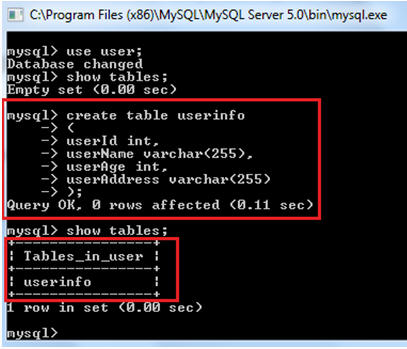 C:\Program Files (x86)\MySQL\MySQL Server 5.0\bin\mysql.exe
mysql> use user;
Database changed
mysql> show tables;
Empty set (0.00 sec)
mysql> create table userinfo
    -> (
    -> userId int,
    -> userName varchar(255),
    -> userAge int,
    -> userAddress varchar(255)
    -> );
Query OK, 0 rows affected (0.11 sec)
mysql> show tables;
+----------------+
| Tables_in_user |
+----------------+
| userinfo       |
+----------------+
1 row in set (0.00 sec)
mysql>